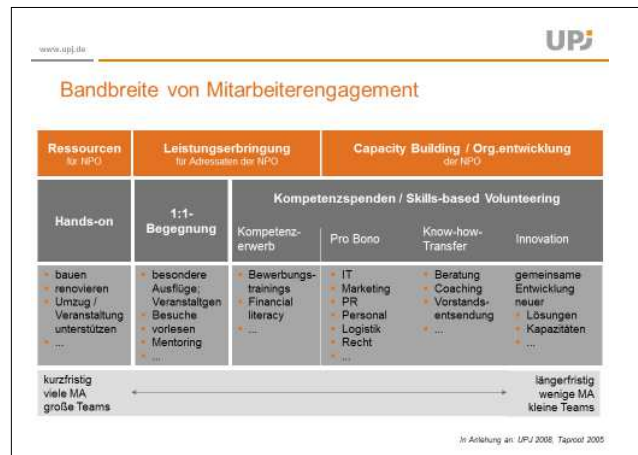 www.upj.de
UPJ
Bandbreite von Mitarbeiterengagement
Ressourcen
für NPO
Leistungserbringung
für Adressaten der NPO
Capacity Building / Org.entwicklung
der NPO
Hands-on
1:1-
Begegnung
Kompetenzspenden / Skills-based Volunteering
Kompetenz-
erwerb
Pro Bono
Know-how-
Transfer
Innovation
bauen
renovieren
Umzug /
Veranstaltung
unterstützen
...
besondere
Ausflüge;
Veranstaltgen
Besuche
vorlesen
Mentoring
...
Bewerbungs-
trainings
Financial
literacy
...
IT
Marketing
PR
Personal
Logistik
Recht
...
Beratung
Coaching
Vorstands-
entsendung
...
gemeinsame
Entwicklung
neuer
Lösungen
Kapazitäten
...
kurzfristig
viele MA
große Teams
längerfristig
wenige MA
kleine Teams
In Anlehung an: UPJ 2008, Taproot 2005